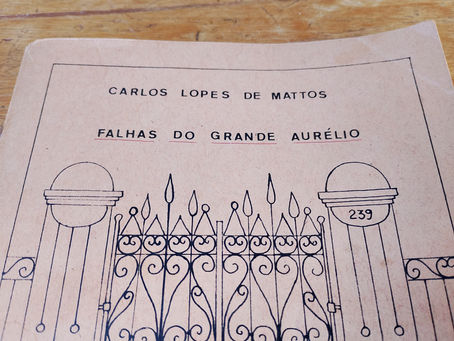 CARLOS LOPES DE MATTOS
FALHAS DO GRANDE AURÉLIO
239